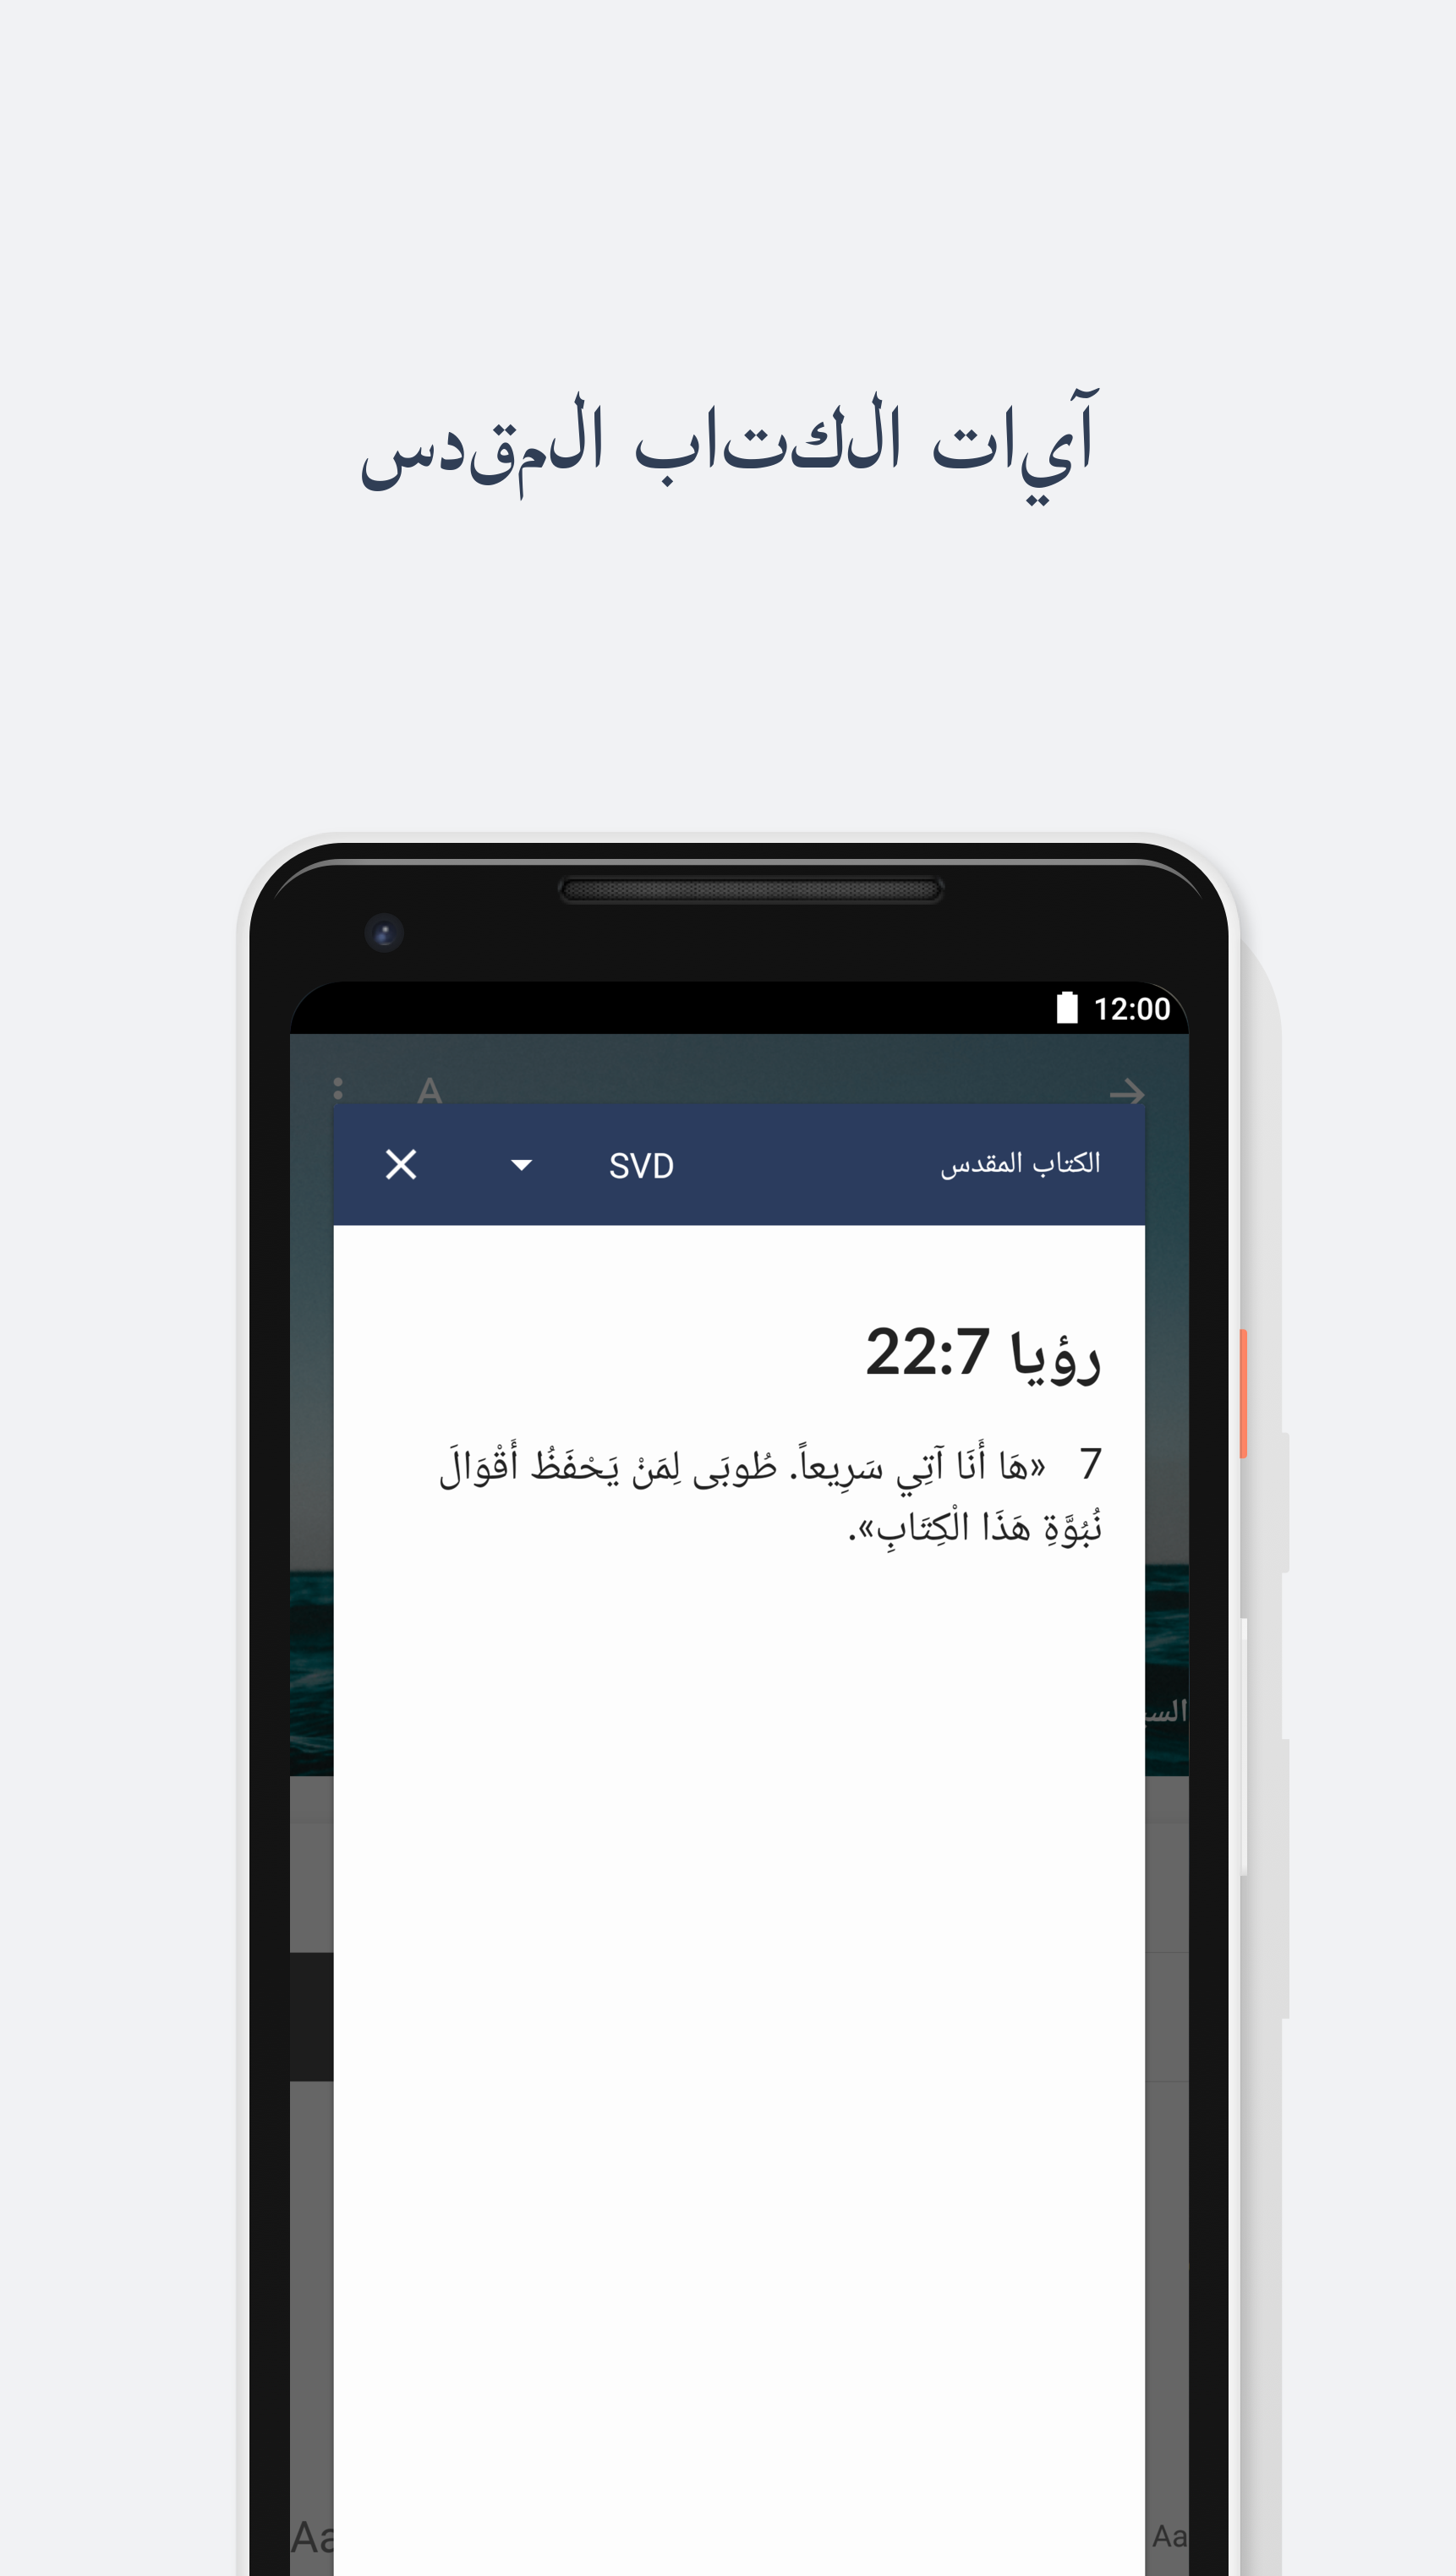 آيات الكتاب المقدس
12:00
A
الكتاب المقدس SVD
رؤيا 22:7
7 «هَا أَنَا آتِي سَرِيعاً. طُوبَى لِمَنْ يَحْفَظُ أَقْوَالَ
نُبُوَّةِ هَذَا الْكِتَابِ».
Aa